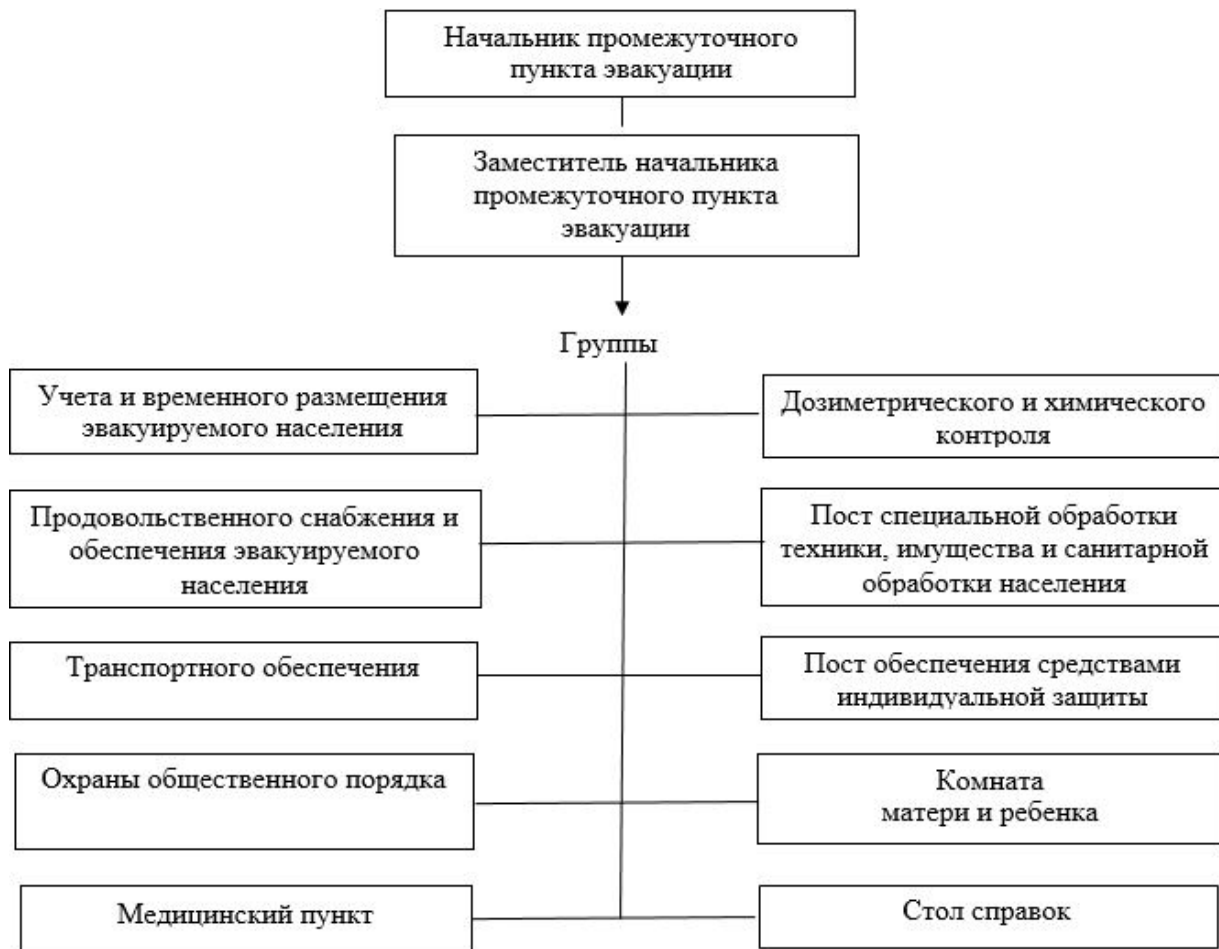 Начальник промежуточного
пункта эвакуации
Заместитель начальника
промежуточного пункта
эвакуации
Группы
Учета и временного размещения
эвакуируемого населения
Дозиметрического и химического
контроля
Продовольственного снабжения и
обеспечения эвакуируемого
населения
Пост специальной обработки
техники, имущества и санитарной
обработки населения
Транспортного обеспечения
Пост обеспечения средствами
индивидуальной защиты
Охраны общественного порядка
Комната
матери и ребенка
Медицинский пункт
Стол справок